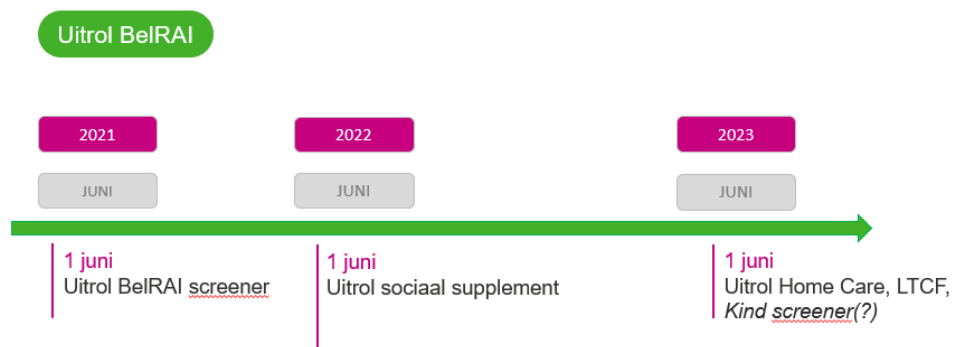 Uitrol BelRAI
2021
2022
2023
JUNI
JUNI
JUNI
1 juni
Uitrol BelRAI screener
1 juni
Uitrol sociaal supplement
1 juni
Uitrol Home Care, LTCF,
Kind screener(?)